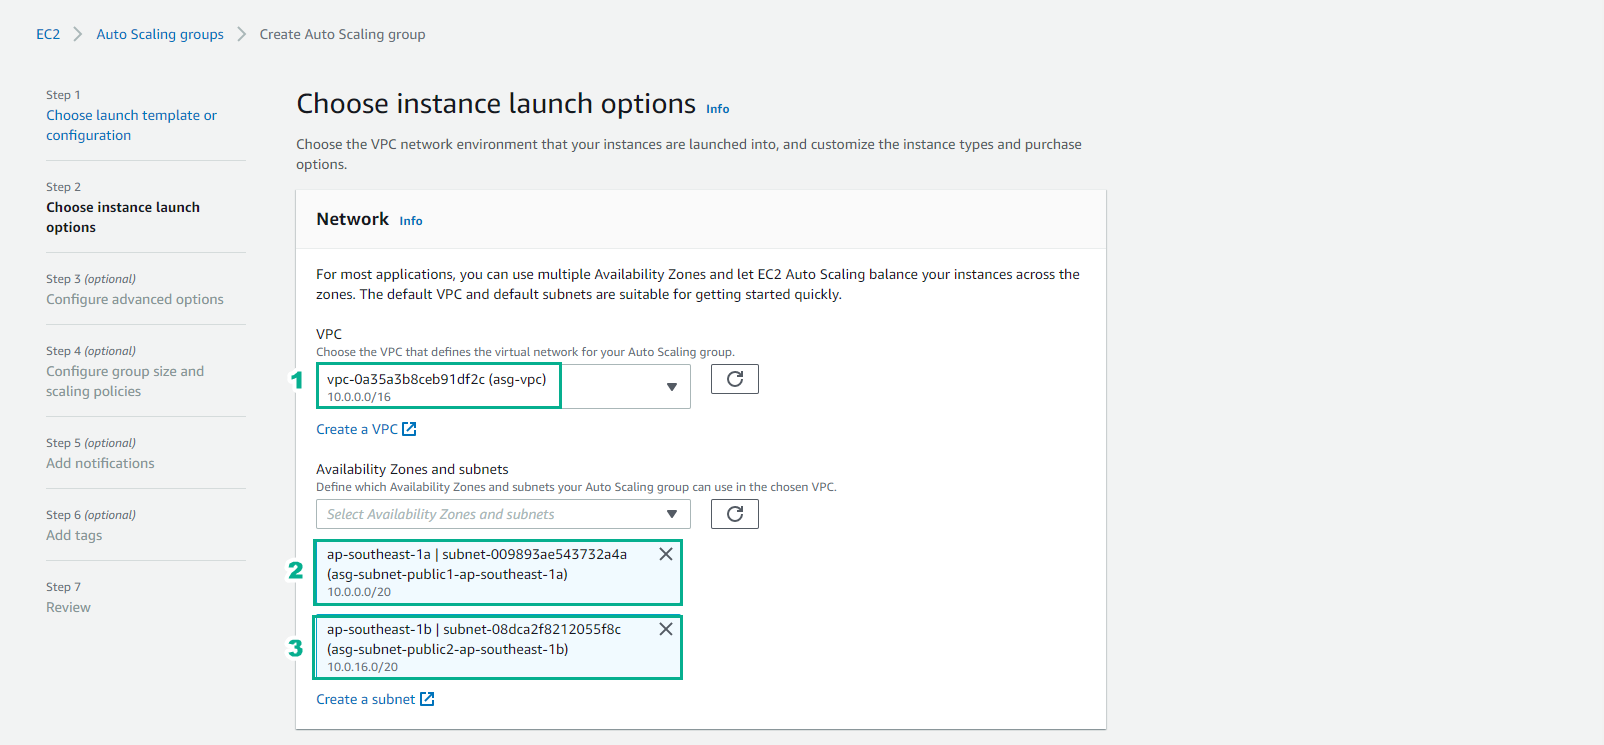 EC2 > Auto Scaling groups > Create Auto Scaling group
Step 1
Choose launch template or
configuration
Step 2
Choose instance launch
options
Step 3 (optional)
Configure advanced options
Step 4 (optional)
Configure group size and
scaling policies
Step 5 (optional)
Add notifications
Step 6 (optional)
Add tags
Step 7
Review
Choose instance launch options Info
Choose the VPC network environment that your instances are launched into, and customize the instance types and purchase
options.
Network Info
For most applications, you can use multiple Availability Zones and let EC2 Auto Scaling balance your instances across the
zones. The default VPC and default subnets are suitable for getting started quickly.
VPC
Choose the VPC that defines the virtual network for your Auto Scaling group.
1
vpc-0a35a3b8ceb91df2c (asg-vpc)
10.0.0.0/16
Create a VPC
Availability Zones and subnets
Define which Availability Zones and subnets your Auto Scaling group can use in the chosen VPC.
Select Availability Zones and subnets
2
ap-southeast-1a | subnet-009893ae543732a4a
(asg-subnet-public1-ap-southeast-1a)
10.0.0.0/20
3
ap-southeast-1b | subnet-08dca2f8212055f8c
(asg-subnet-public2-ap-southeast-1b)
10.0.16.0/20
Create a subnet